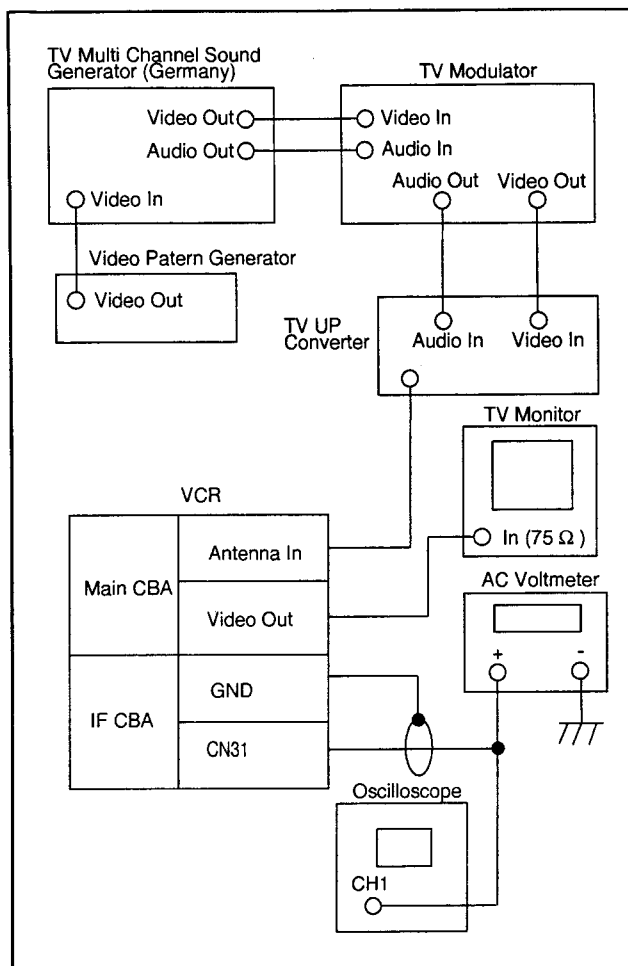 TV Multi Channel Sound
Generator (Germany)
TV Modulator
Video Out
Video In
Audio Out
Audio In
Audio Out
Video Out
Video In
Video Patern Generator
Video Out
TV UP
Converter
Audio In
Video In
TV Monitor
In (75 Ω)
VCR
Main CBA
Antenna In
Video Out
AC Voltmeter
+
-
IF CBA
GND
CN31
Oscilloscope
CH1